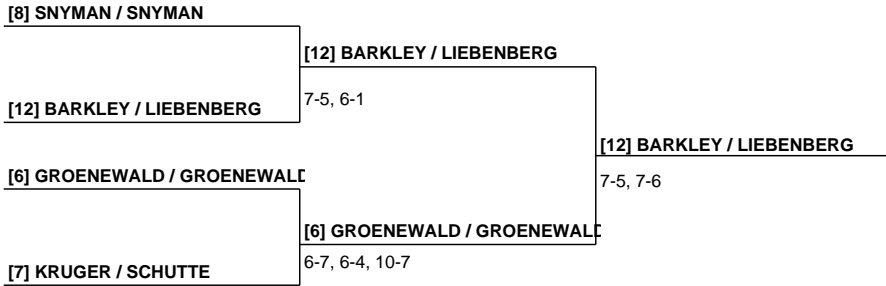 [8] SNYMAN / SNYMAN
[12] BARKLEY / LIEBENBERG
7-5, 6-1
[12] BARKLEY / LIEBENBERG
[12] BARKLEY / LIEBENBERG
7-5, 7-6
[6] GROENEWALD / GROENEWALD
[6] GROENEWALD / GROENEWALD
6-7, 6-4, 10-7
[7] KRUGER / SCHUTTE